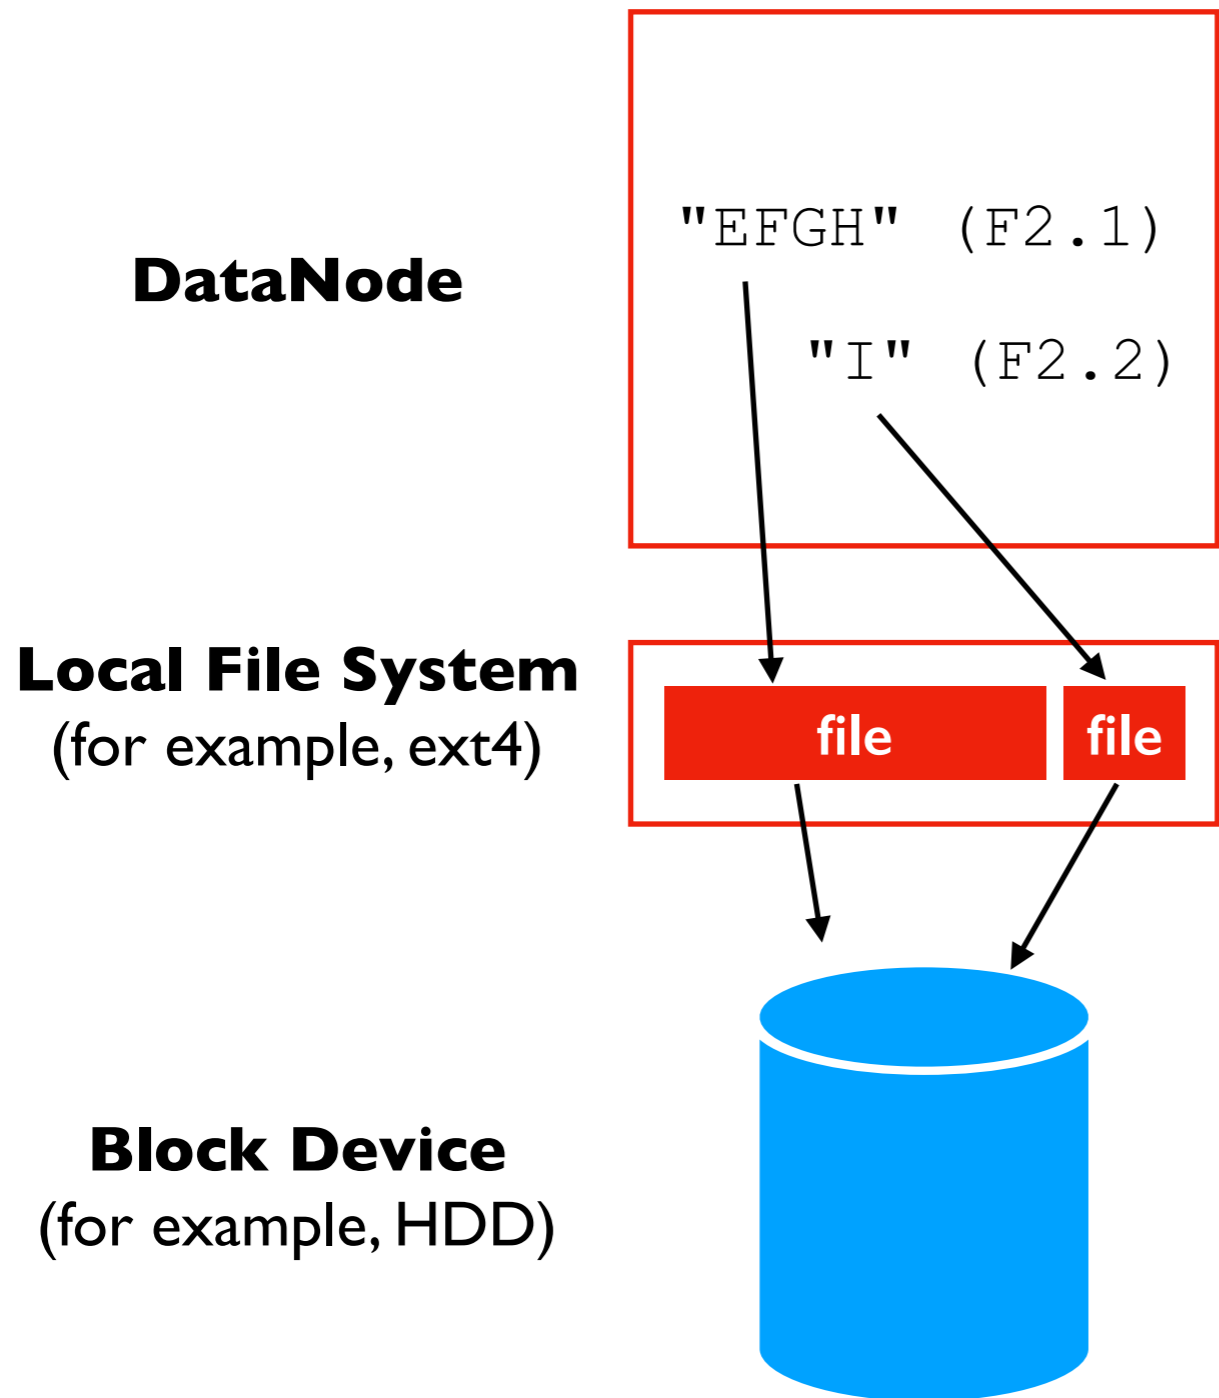 "EFGH" (F2.1)
DataNode
"I" (F2.2)
Local File System
(for example, ext4)
file
file
Block Device
(for example, HDD)